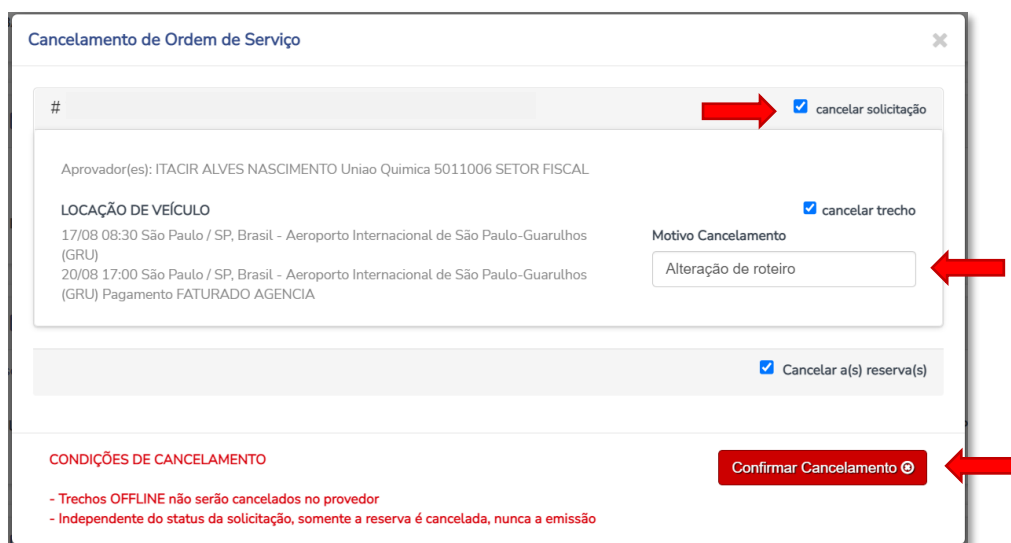 Cancelamento de Ordem de Serviço
#
cancelar solicitação
Aprovador(es): ITACIR ALVES NASCIMENTO Uniao Quimica 5011006 SETOR FISCAL
LOCAÇÃO DE VEÍCULO
17/08 08:30 São Paulo / SP, Brasil - Aeroporto Internacional de São Paulo-Guarulhos
(GRU)
20/08 17:00 São Paulo / SP, Brasil - Aeroporto Internacional de São Paulo-Guarulhos
(GRU) Pagamento FATURADO AGENCIA
cancelar trecho
Motivo Cancelamento
Alteração de roteiro
Cancelar a(s) reserva(s)
CONDIÇÕES DE CANCELAMENTO
- Trechos OFFLINE não serão cancelados no provedor
- Independente do status da solicitação, somente a reserva é cancelada, nunca a emissão
Confirmar Cancelamento